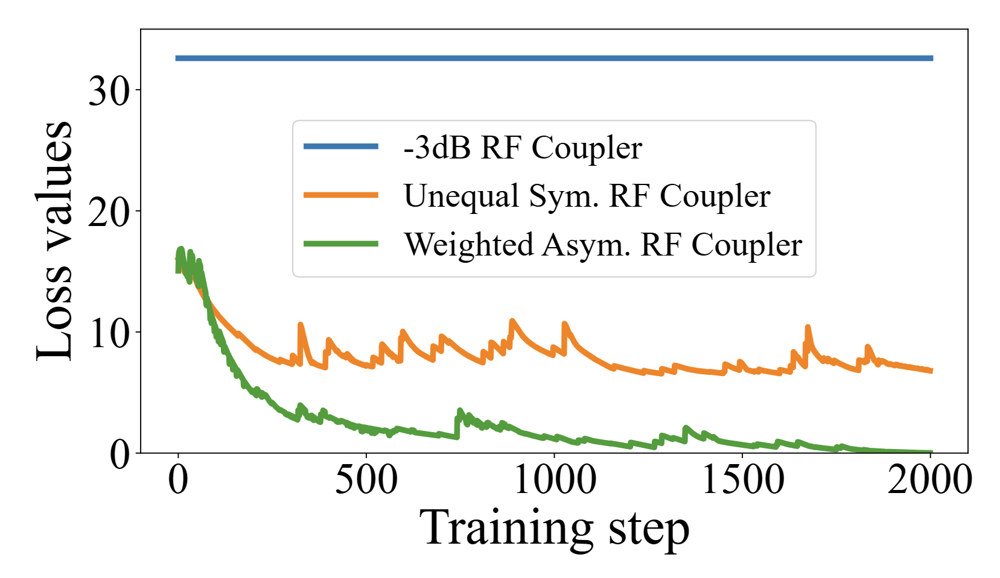 30
20
10
0
Loss values
-3dB RF Coupler
Unequal Sym. RF Coupler
Weighted Asym. RF Coupler
0 500 1000 1500 2000
Training step